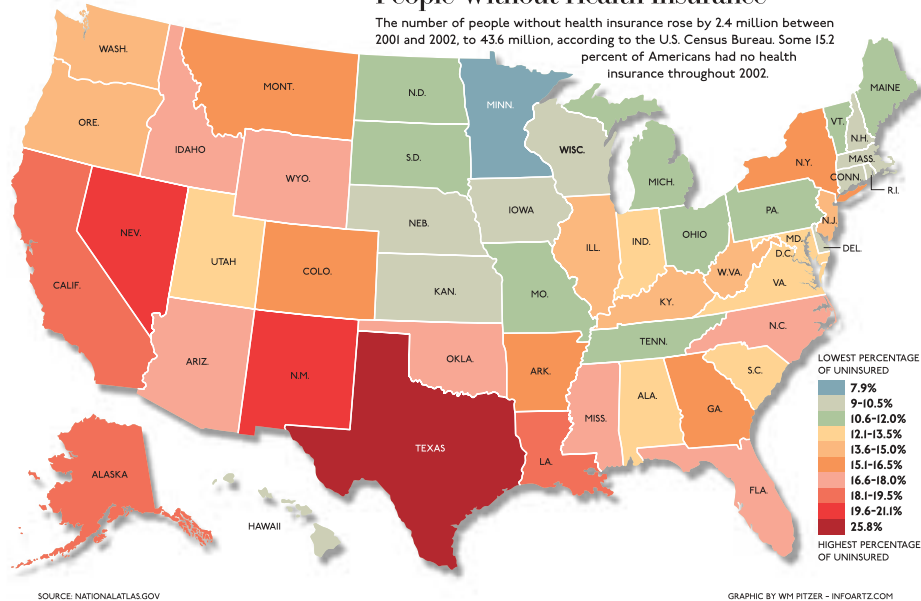 People Without Health Insurance
The number of people without health insurance rose by 2.4 million between
2001 and 2002, to 43.6 million, according to the U.S. Census Bureau. Some 15.2
percent of Americans had no health
insurance throughout 2002.
WASH.
MONT.
N.D.
MINN.
MAINE
ORE.
IDAHO
S.D.
WISC.
VT.
N.H.
WYO.
MICH.
N.Y.
MASS.
CONN.
R.I.
NEV.
NEB.
IOWA
PA.
N.J.
UTAH
COLO.
ILL.
IND.
OHIO
MD.
DEL.
D.C.
CALIF.
KAN.
MO.
W.VA.
VA.
KY.
ARIZ.
N.M.
OKLA.
TENN.
N.C.
ARK.
S.C.
TEXAS
LA.
MISS.
ALA.
GA.
FLA.
ALASKA
HAWAII
LOWEST PERCENTAGE
OF UNINSURED
7.9%
9-10.5%
10.6-12.0%
12.1-13.5%
13.6-15.0%
15.1-16.5%
16.6-18.0%
18.1-19.5%
19.6-21.1%
25.8%
HIGHEST PERCENTAGE
OF UNINSURED
SOURCE: NATIONALATLAS.GOV
GRAPHIC BY WM PITZER – INFOARTZ.COM